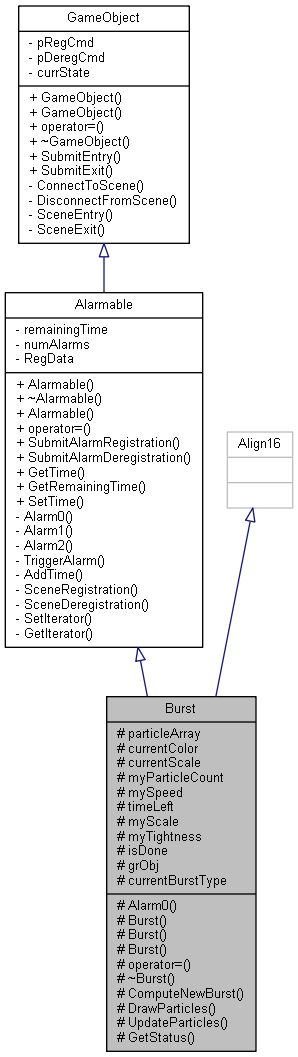 GameObject
- pRegCmd
- pDeregCmd
- currState
+ GameObject()
+ GameObject()
+ operator=()
+ ~GameObject()
+ SubmitEntry()
+ SubmitExit()
- ConnectToScene()
- DisconnectFromScene()
- SceneEntry()
- SceneExit()
Alarmable
- remainingTime
- numAlarms
- RegData
+ Alarmable()
+ ~Alarmable()
+ Alarmable()
+ operator=()
+ SubmitAlarmRegistration()
+ SubmitAlarmDeregistration()
+ GetTime()
+ GetRemainingTime()
+ SetTime()
- Alarm0()
- Alarm1()
- Alarm2()
- TriggerAlarm()
- AddTime()
- SceneRegistration()
- SceneDeregistration()
- SetIterator()
- GetIterator()
Align16
Burst
# particleArray
# currentColor
# currentScale
# myParticleCount
# mySpeed
# timeLeft
# myScale
# myTightness
# isDone
# grObj
# currentBurstType
# Alarm0()
# Burst()
# Burst()
# Burst()
# operator=()
# ~Burst()
# ComputeNewBurst()
# DrawParticles()
# UpdateParticles()
# GetStatus()